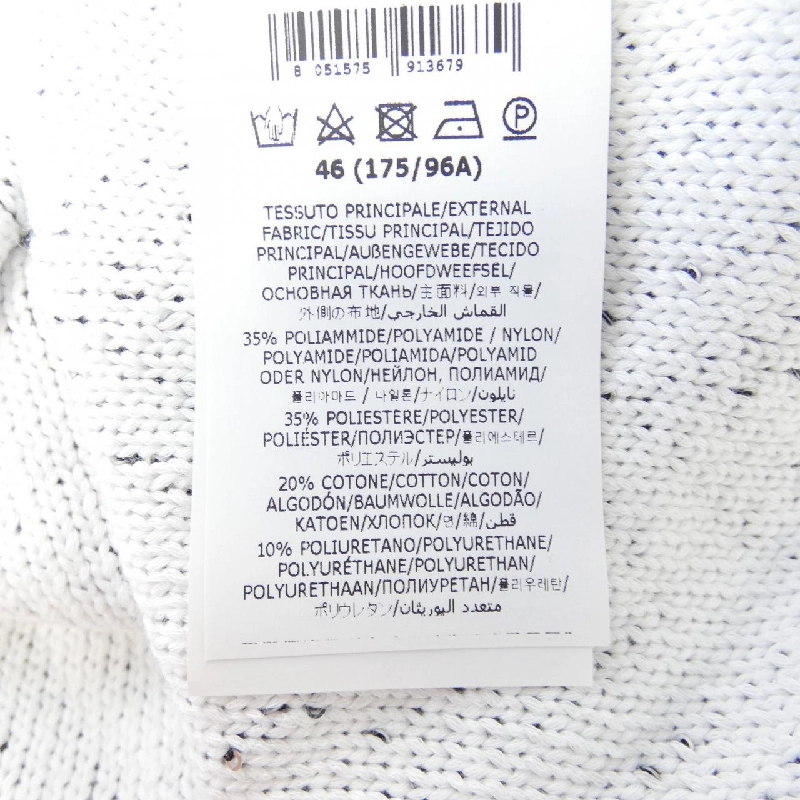 8 051575 913679
P
46 (175/96A)
TESSUTO PRINCIPALE/EXTERNAL
FABRIC/TISSU PRINCIPAL/TEJIDO
PRINCIPAL/AUßENGEWEBE/TECIDO
PRINCIPAL/HOOFDWEEFSEL/
ОСНОВНАЯ ТКАНЬ/主面料/외부 직물/
外側の布地/القماش الخارجي/
35% POLIAMMIDE/POLYAMIDE / NYLON/
POLYAMIDE/POLIAMIDA/POLYAMID
ODER NYLON/НЕЙЛОН, ПОЛИАМИД/
폴리아마드 / 나일론/ナイロン/نايلون/
35% POLIESTERE/POLYESTER/
POLIÉSTER/ПОЛИЭСТЕР/폴리에스테르/
ポリエステル/بوليستر/
20% COTONE/COTTON/COTON/
ALGODÓN/BAUMWOLLE/ALGODÃO/
KATOEN/ХЛОПОК/면/綿/قطن/
10% POLIURETANO/POLYURETHANE/
POLYURÉTHANE/POLYURETHAN/
POLYURETHAAN/ПОЛИУРЕТАН/폴리우레탄/
ポリウレタン/متعدد اليوريثان/